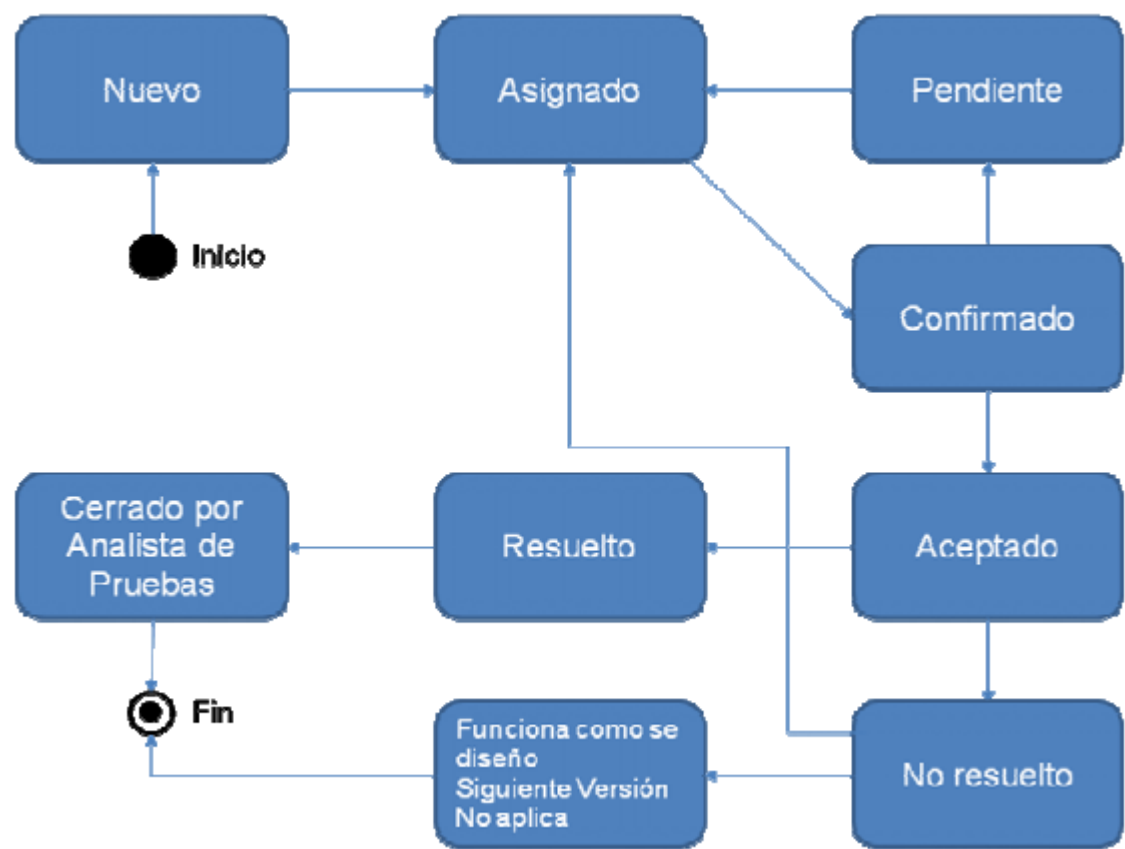 Nuevo
Asignado
Pendiente
Inicio
Confirmado
Cerrado por
Analista de
Pruebas
Resuelto
Aceptado
Fin
Funciona como se
diseño
Siguiente Versión
No aplica
No resuelto